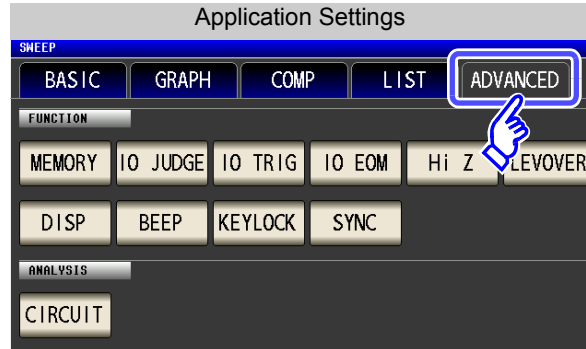 Application Settings
SWEEP
BASIC GRAPH COMP LIST ADVANCED
FUNCTION
MEMORY IO JUDGE IO TRIG IO EOM Hi Z LEVOVER
DISP BEEP KEYLOCK SYNC
ANALYSIS
CIRCUIT